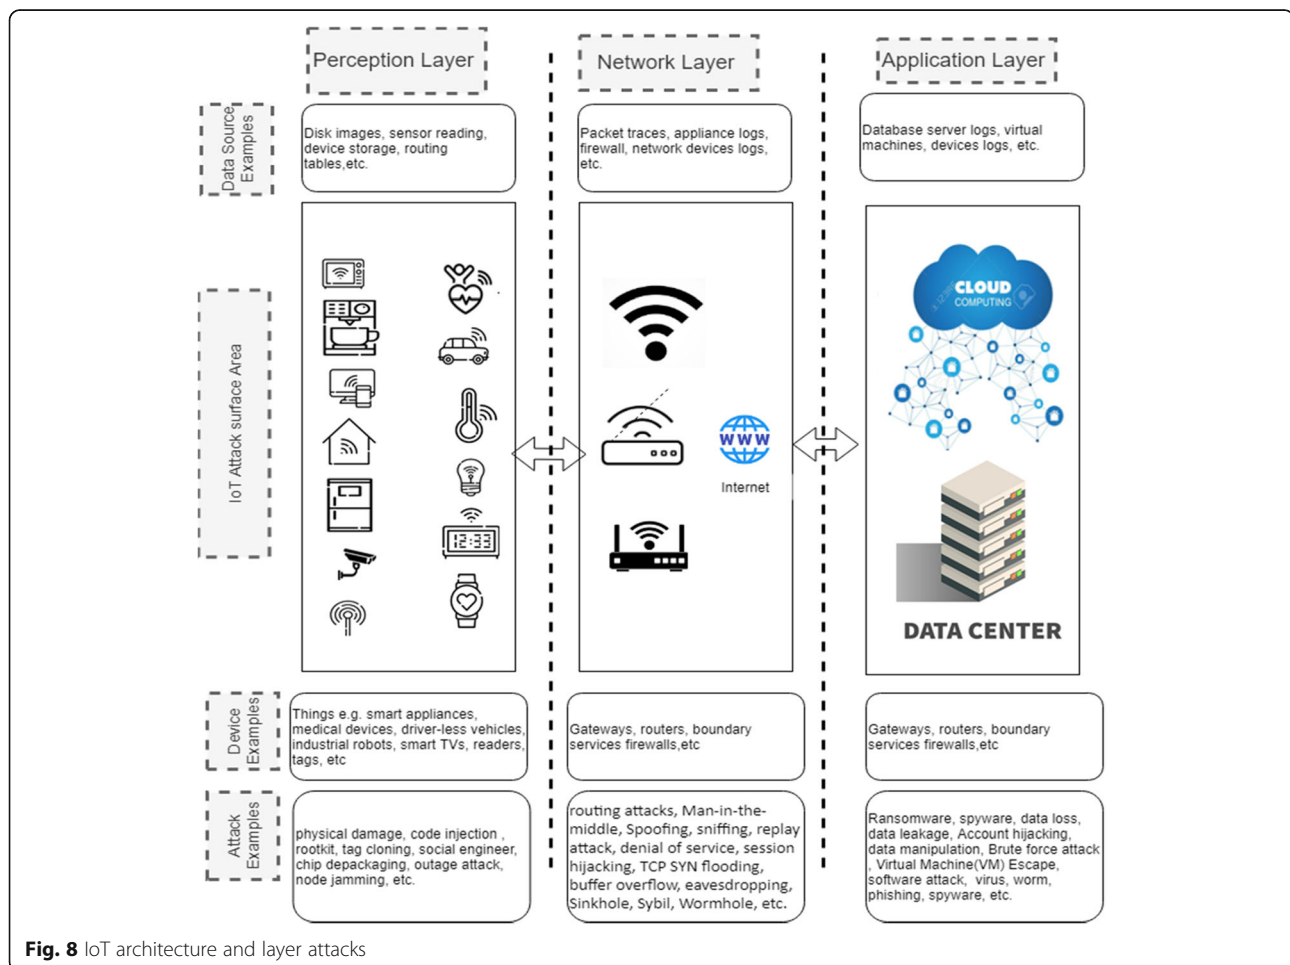 Perception Layer
Network Layer
Application Layer
Data Source
Examples
Disk images, sensor reading,
device storage, routing
tables,etc.
Packet traces, appliance logs,
firewall, network devices logs,
etc.
Database server logs, virtual
machines, devices logs, etc.
IoT Attack surface Area
12:33
WWW
Internet
CLOUD
COMPUTING
DATA CENTER
Device
Examples
Things e.g. smart appliances,
medical devices, driver-less vehicles,
industrial robots, smart TVs, readers,
tags, etc
Gateways, routers, boundary
services firewalls,etc
Gateways, routers, boundary
services firewalls,etc
Attack
Examples
physical damage, code injection ,
rootkit, tag cloning, social engineer,
chip depackaging, outage attack,
node jamming, etc.
routing attacks, Man-in-the-
middle, Spoofing, sniffing, replay
attack, denial of service, session
hijacking, TCP SYN flooding,
buffer overflow, eavesdropping,
Sinkhole, Sybil, Wormhole, etc.
Ransomware, spyware, data loss,
data leakage, Account hijacking,
data manipulation, Brute force attack
, Virtual Machine(VM) Escape,
software attack, virus, worm,
phishing, spyware, etc.
Fig. 8 IoT architecture and layer attacks